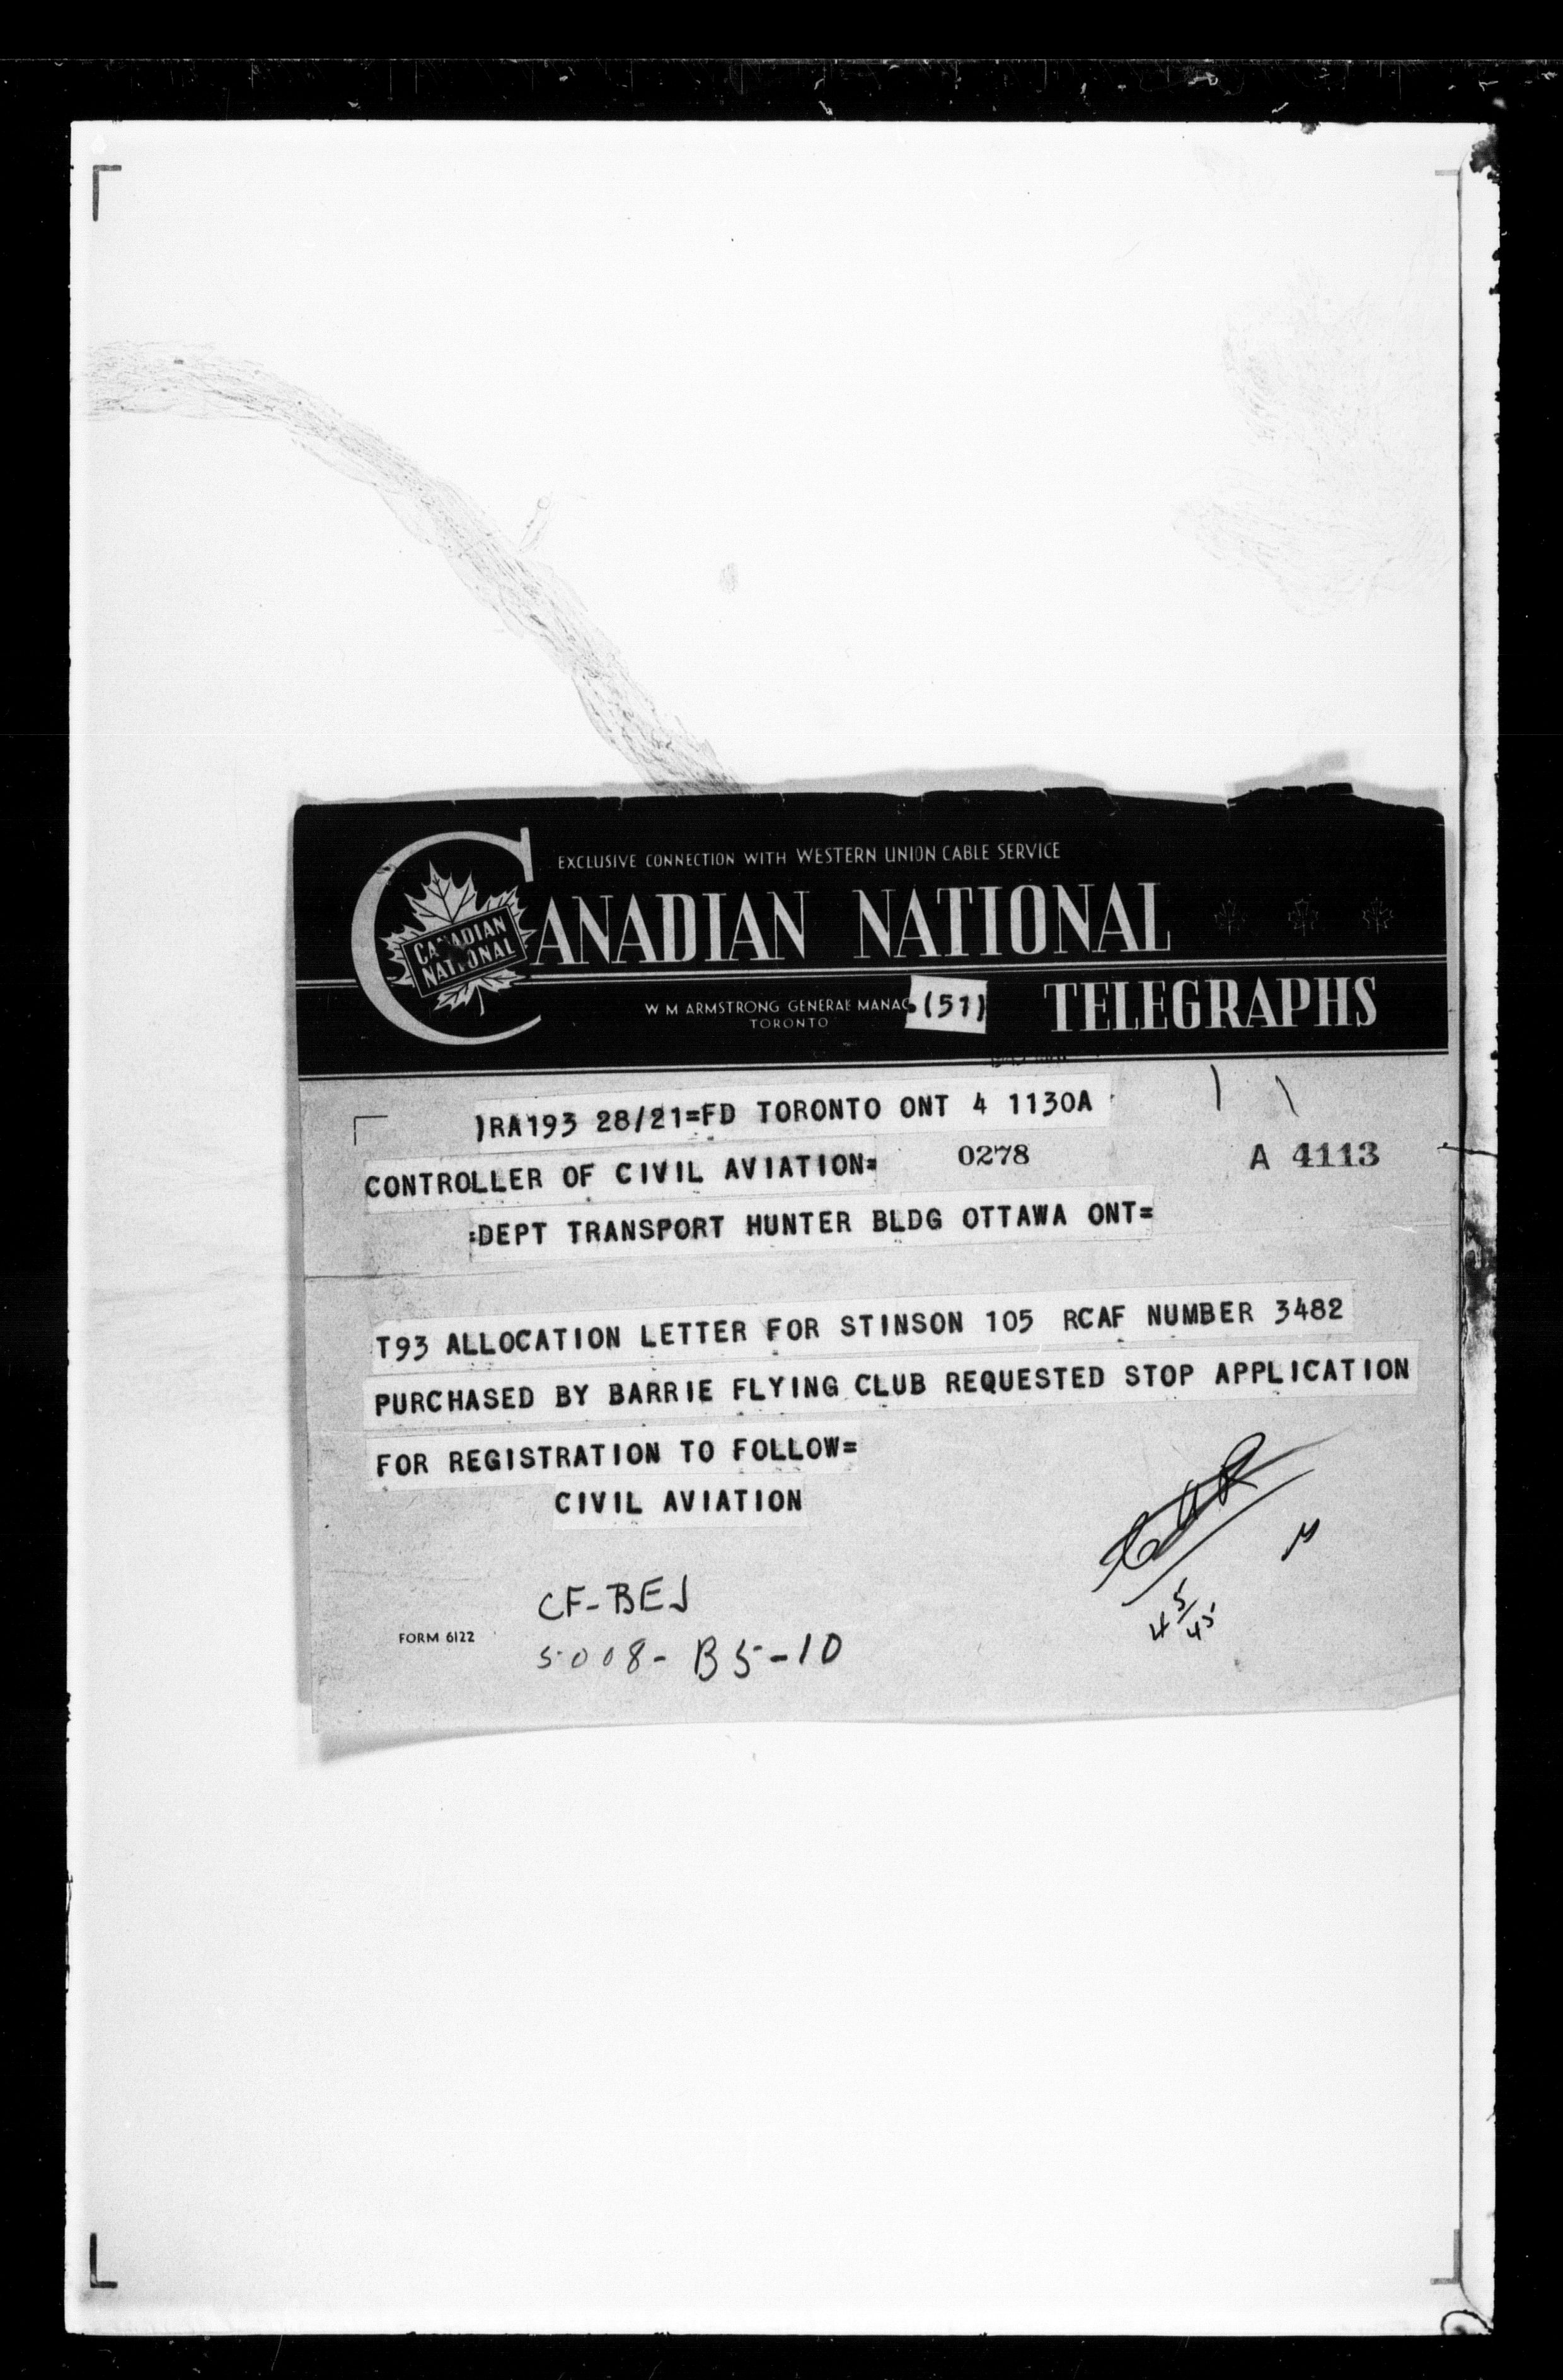 EXCLUSIVE CONNECTION WITH WESTERN UNION CABLE SERVICE
CANADIAN NATIONAL
CANADIAN
NATIONAL
TELEGRAPHS
W M ARMSTRONG GENERAL MANAG (51)
TORONTO
)RA193 28/21=FD TORONTO ONT 4 1130A
CONTROLLER OF CIVIL AVIATION= 0278 A 4113
=DEPT TRANSPORT HUNTER BLDG OTTAWA ONT=
T93 ALLOCATION LETTER FOR STINSON 105 RCAF NUMBER 3482
PURCHASED BY BARRIE FLYING CLUB REQUESTED STOP APPLICATION
FOR REGISTRATION TO FOLLOW=
CIVIL AVIATION
CF-BEJ
FORM 6122
5008-B5-10
4 5/45